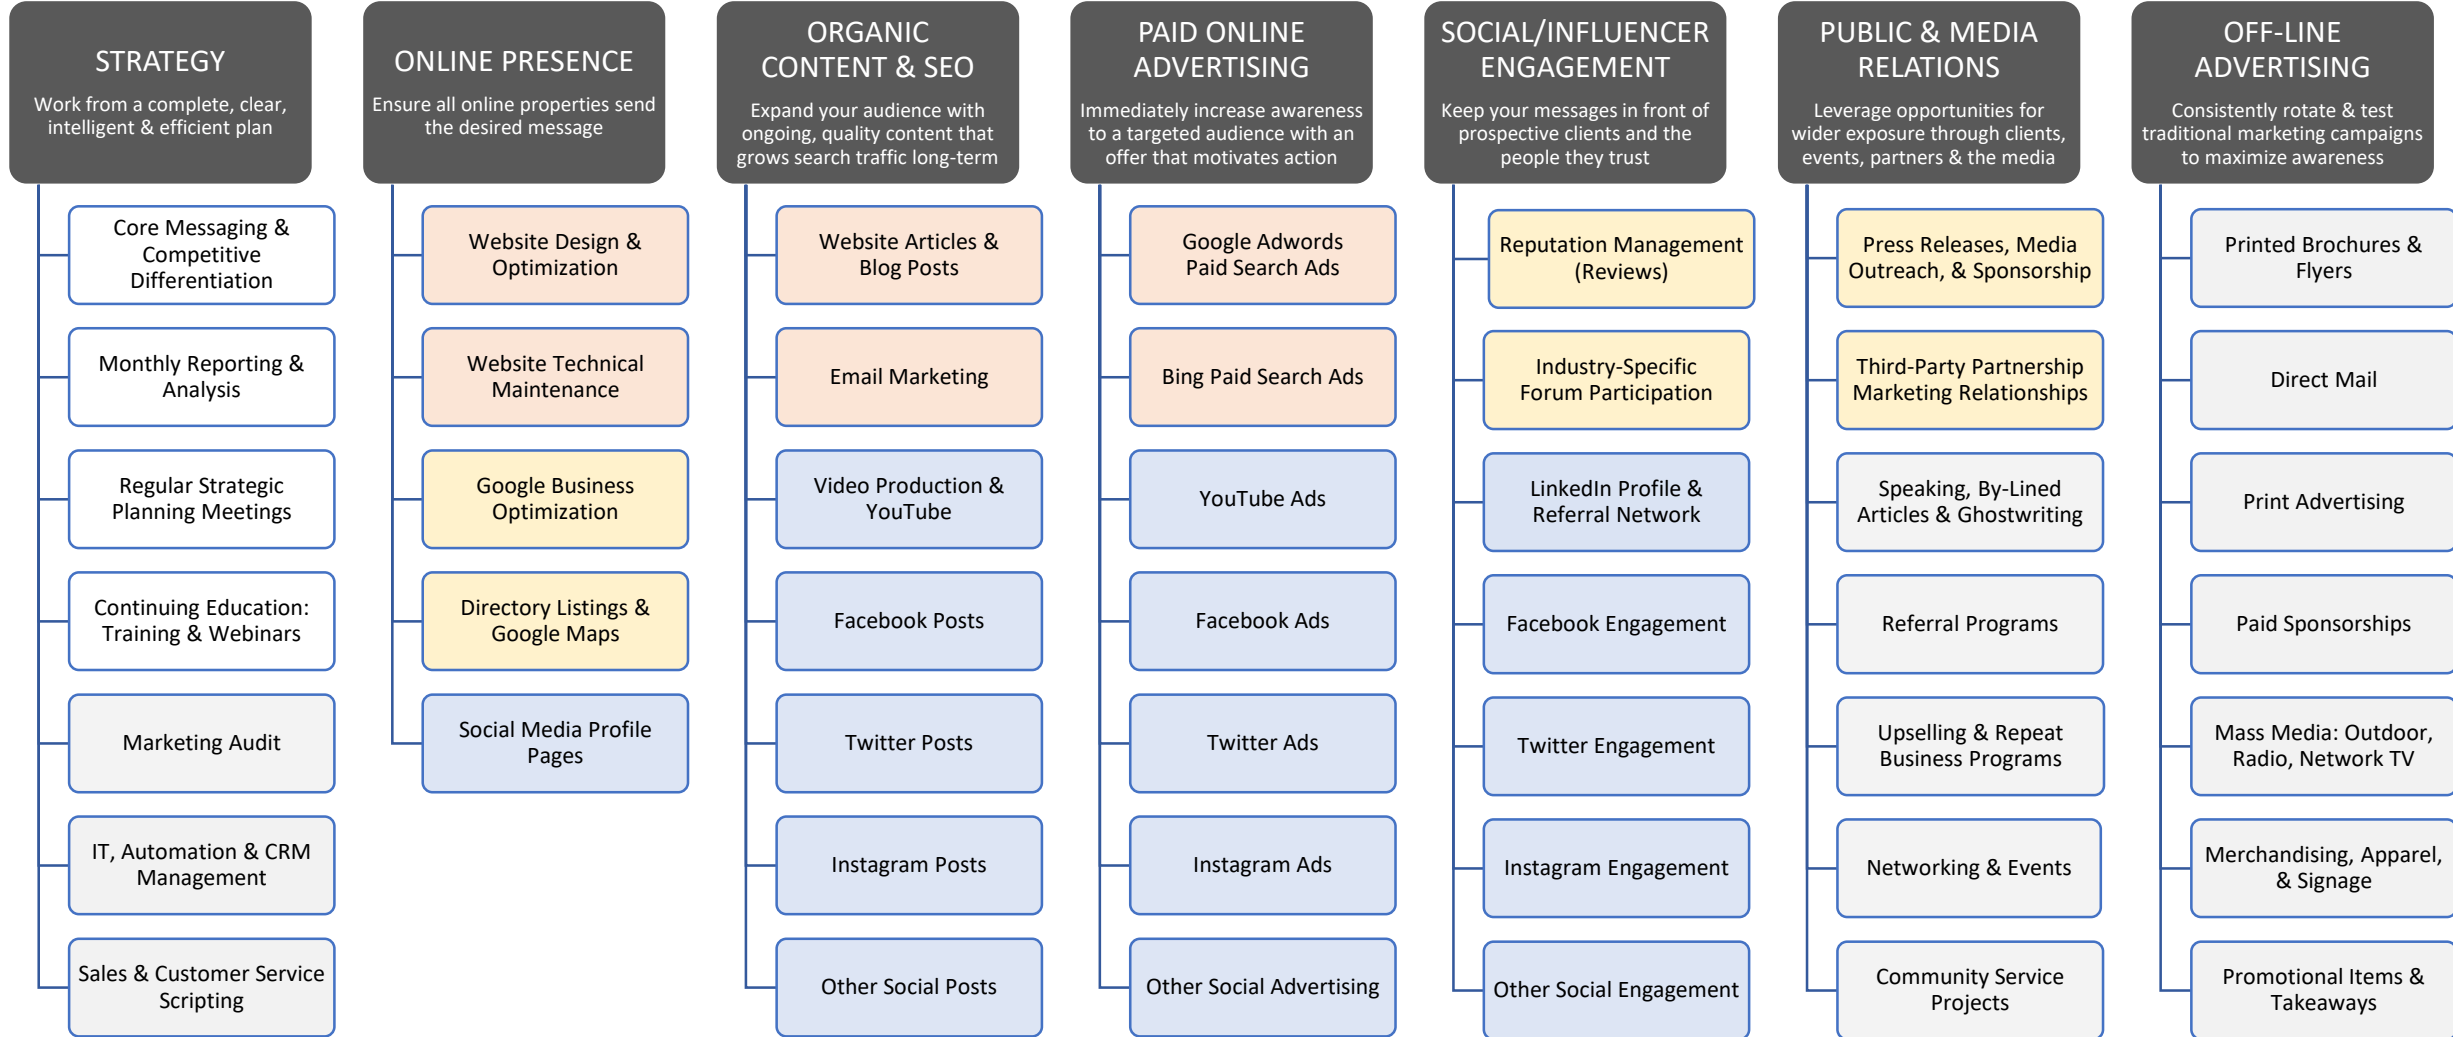 STRATEGY
Work from a complete, clear,
intelligent & efficient plan
Core Messaging &
Competitive
Differentiation
Monthly Reporting &
Analysis
Regular Strategic
Planning Meetings
Continuing Education:
Training & Webinars
Marketing Audit
IT, Automation & CRM
Management
Sales & Customer Service
Scripting
ONLINE PRESENCE
Ensure all online properties send
the desired message
Website Design &
Optimization
Website Technical
Maintenance
Google Business
Optimization
Directory Listings &
Google Maps
Social Media Profile
Pages
ORGANIC
CONTENT & SEO
Expand your audience with
ongoing, quality content that
grows search traffic long-term
Website Articles &
Blog Posts
Email Marketing
Video Production &
YouTube
Facebook Posts
Twitter Posts
Instagram Posts
Other Social Posts
PAID ONLINE
ADVERTISING
Immediately increase awareness
to a targeted audience with an
offer that motivates action
Google Adwords
Paid Search Ads
Bing Paid Search Ads
YouTube Ads
Facebook Ads
Twitter Ads
Instagram Ads
Other Social Advertising
SOCIAL/INFLUENCER
ENGAGEMENT
Keep your messages in front of
prospective clients and the
people they trust
Reputation Management
(Reviews)
Industry-Specific
Forum Participation
LinkedIn Profile &
Referral Network
Facebook Engagement
Twitter Engagement
Instagram Engagement
Other Social Engagement
PUBLIC & MEDIA
RELATIONS
Leverage opportunities for
wider exposure through clients,
events, partners & the media
Press Releases, Media
Outreach, & Sponsorship
Third-Party Partnership
Marketing Relationships
Speaking, By-Lined
Articles & Ghostwriting
Referral Programs
Upselling & Repeat
Business Programs
Networking & Events
Community Service
Projects
OFF-LINE
ADVERTISING
Consistently rotate & test
traditional marketing campaigns
to maximize awareness
Printed Brochures &
Flyers
Direct Mail
Print Advertising
Paid Sponsorships
Mass Media: Outdoor,
Radio, Network TV
Merchandising, Apparel,
& Signage
Promotional Items &
Takeaways